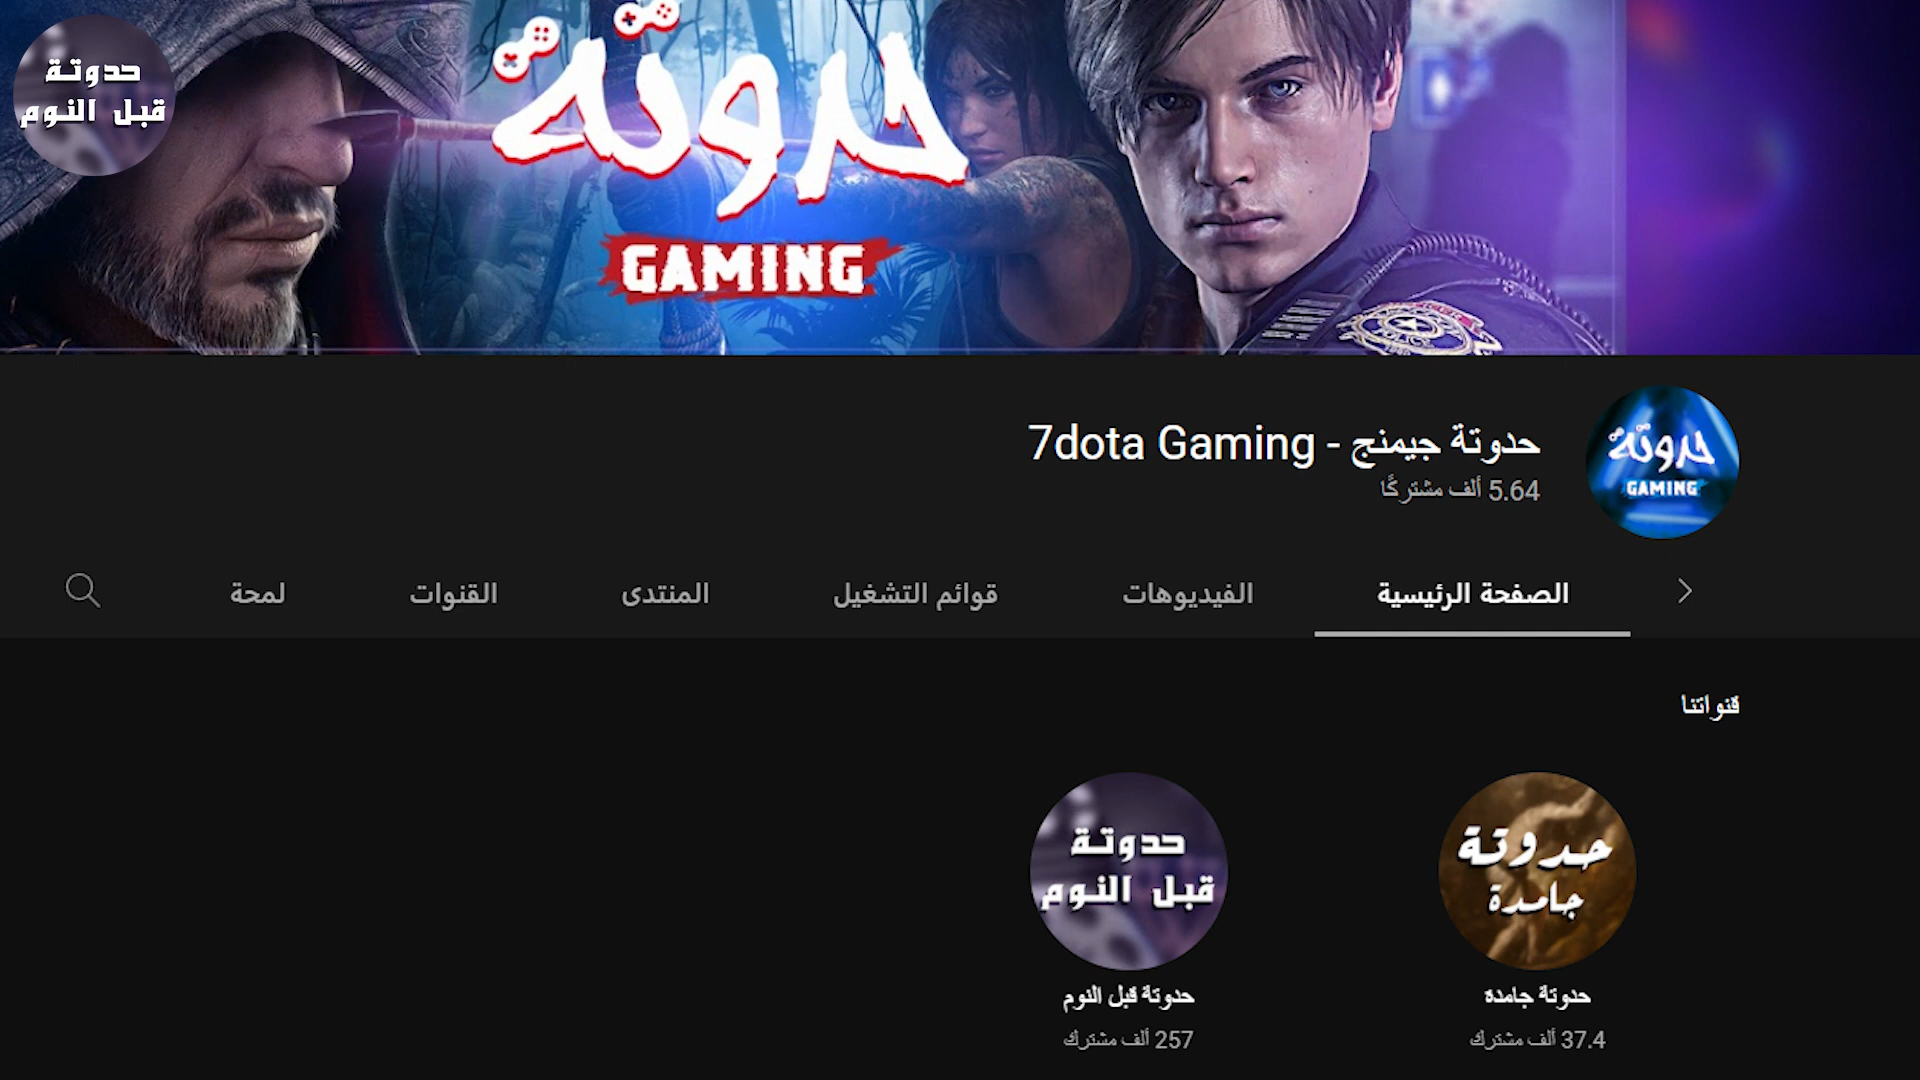 حدوتة
قبل النوم
حدوتة
GAMING
حدوتة جيمنج - 7dota Gaming
5.64 ألف مشتركًا
حدوتة
GAMING
الصفحة الرئيسية
الفيديوهات
قوائم التشغيل
المنتدى
القنوات
لمحة
قنواتنا
حدوتة
جامدة
حدوتة جامدة
37.4 ألف مشترك
حدوتة
قبل النوم
حدوتة قبل النوم
257 ألف مشترك